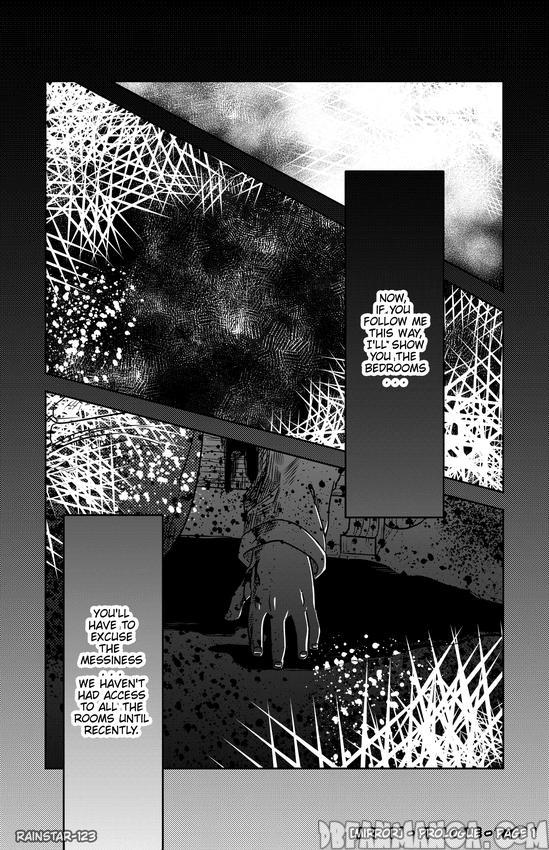 NOW,
IF YOU
FOLLOW ME
THIS WAY,
I'LL SHOW
YOU THE
BEDROOMS
...
YOU'LL
HAVE TO
EXCUSE
THE
MESSINESS
...
WE HAVEN'T
HAD ACCESS
TO ALL THE
ROOMS UNTIL
RECENTLY.
RAINSTAR-123
[MIRROR] - PROLOGUE - PAGE 1
DBFANMANGA.COM